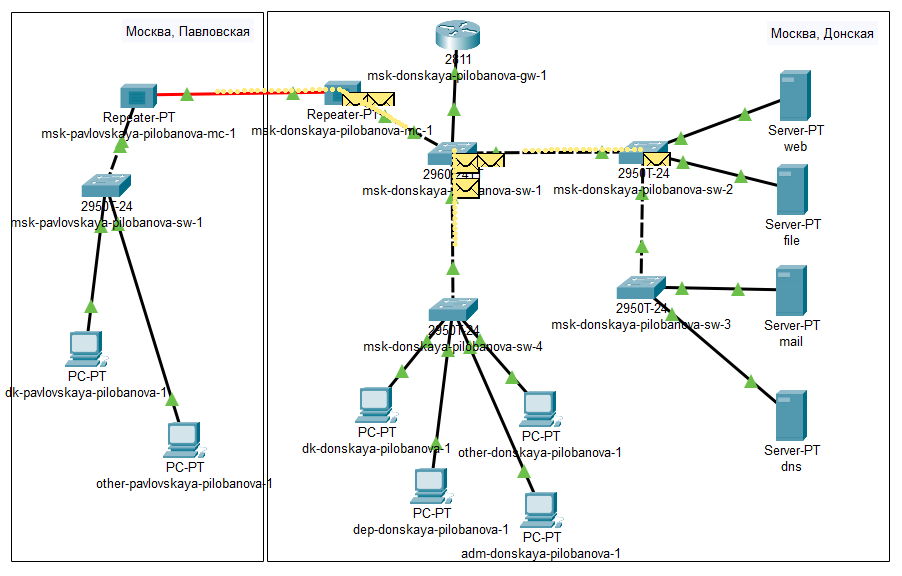 Москва, Павловская
Москва, Донская
2811
msk-donskaya-pilobanova-gw-1
Repeater-PT
msk-pavlovskaya-pilobanova-mc-1
Repeater-PT
msk-donskaya-pilobanova-mc-1
Server-PT
web
2960-24TT
msk-donskaya-pilobanova-sw-1
2950T-24
msk-donskaya-pilobanova-sw-2
2950T-24
msk-pavlovskaya-pilobanova-sw-1
Server-PT
file
2950T-24
msk-donskaya-pilobanova-sw-3
Server-PT
mail
2950T-24
msk-donskaya-pilobanova-sw-4
PC-PT
dk-pavlovskaya-pilobanova-1
PC-PT
dk-donskaya-pilobanova-1
PC-PT
other-donskaya-pilobanova-1
Server-PT
dns
PC-PT
other-pavlovskaya-pilobanova-1
PC-PT
dep-donskaya-pilobanova-1
PC-PT
adm-donskaya-pilobanova-1